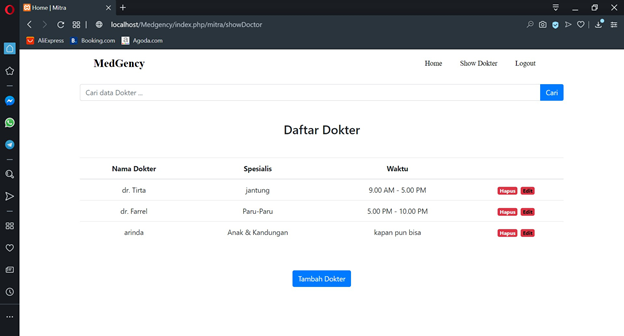 Home | Mitra
localhost/Medgency/index.php/mitra/showDoctor
AliExpress B. Booking.com Agoda.com
MedGency Home Show Dokter Logout
Cari data Dokter ... Cari
Daftar Dokter
Nama Dokter Spesialis Waktu
dr. Tirta jantung 9.00 AM - 5.00 PM Hapus Edit
dr. Farrel Paru-Paru 5.00 PM - 10.00 PM Hapus Edit
arinda Anak & Kandungan kapan pun bisa Hapus Edit
Tambah Dokter